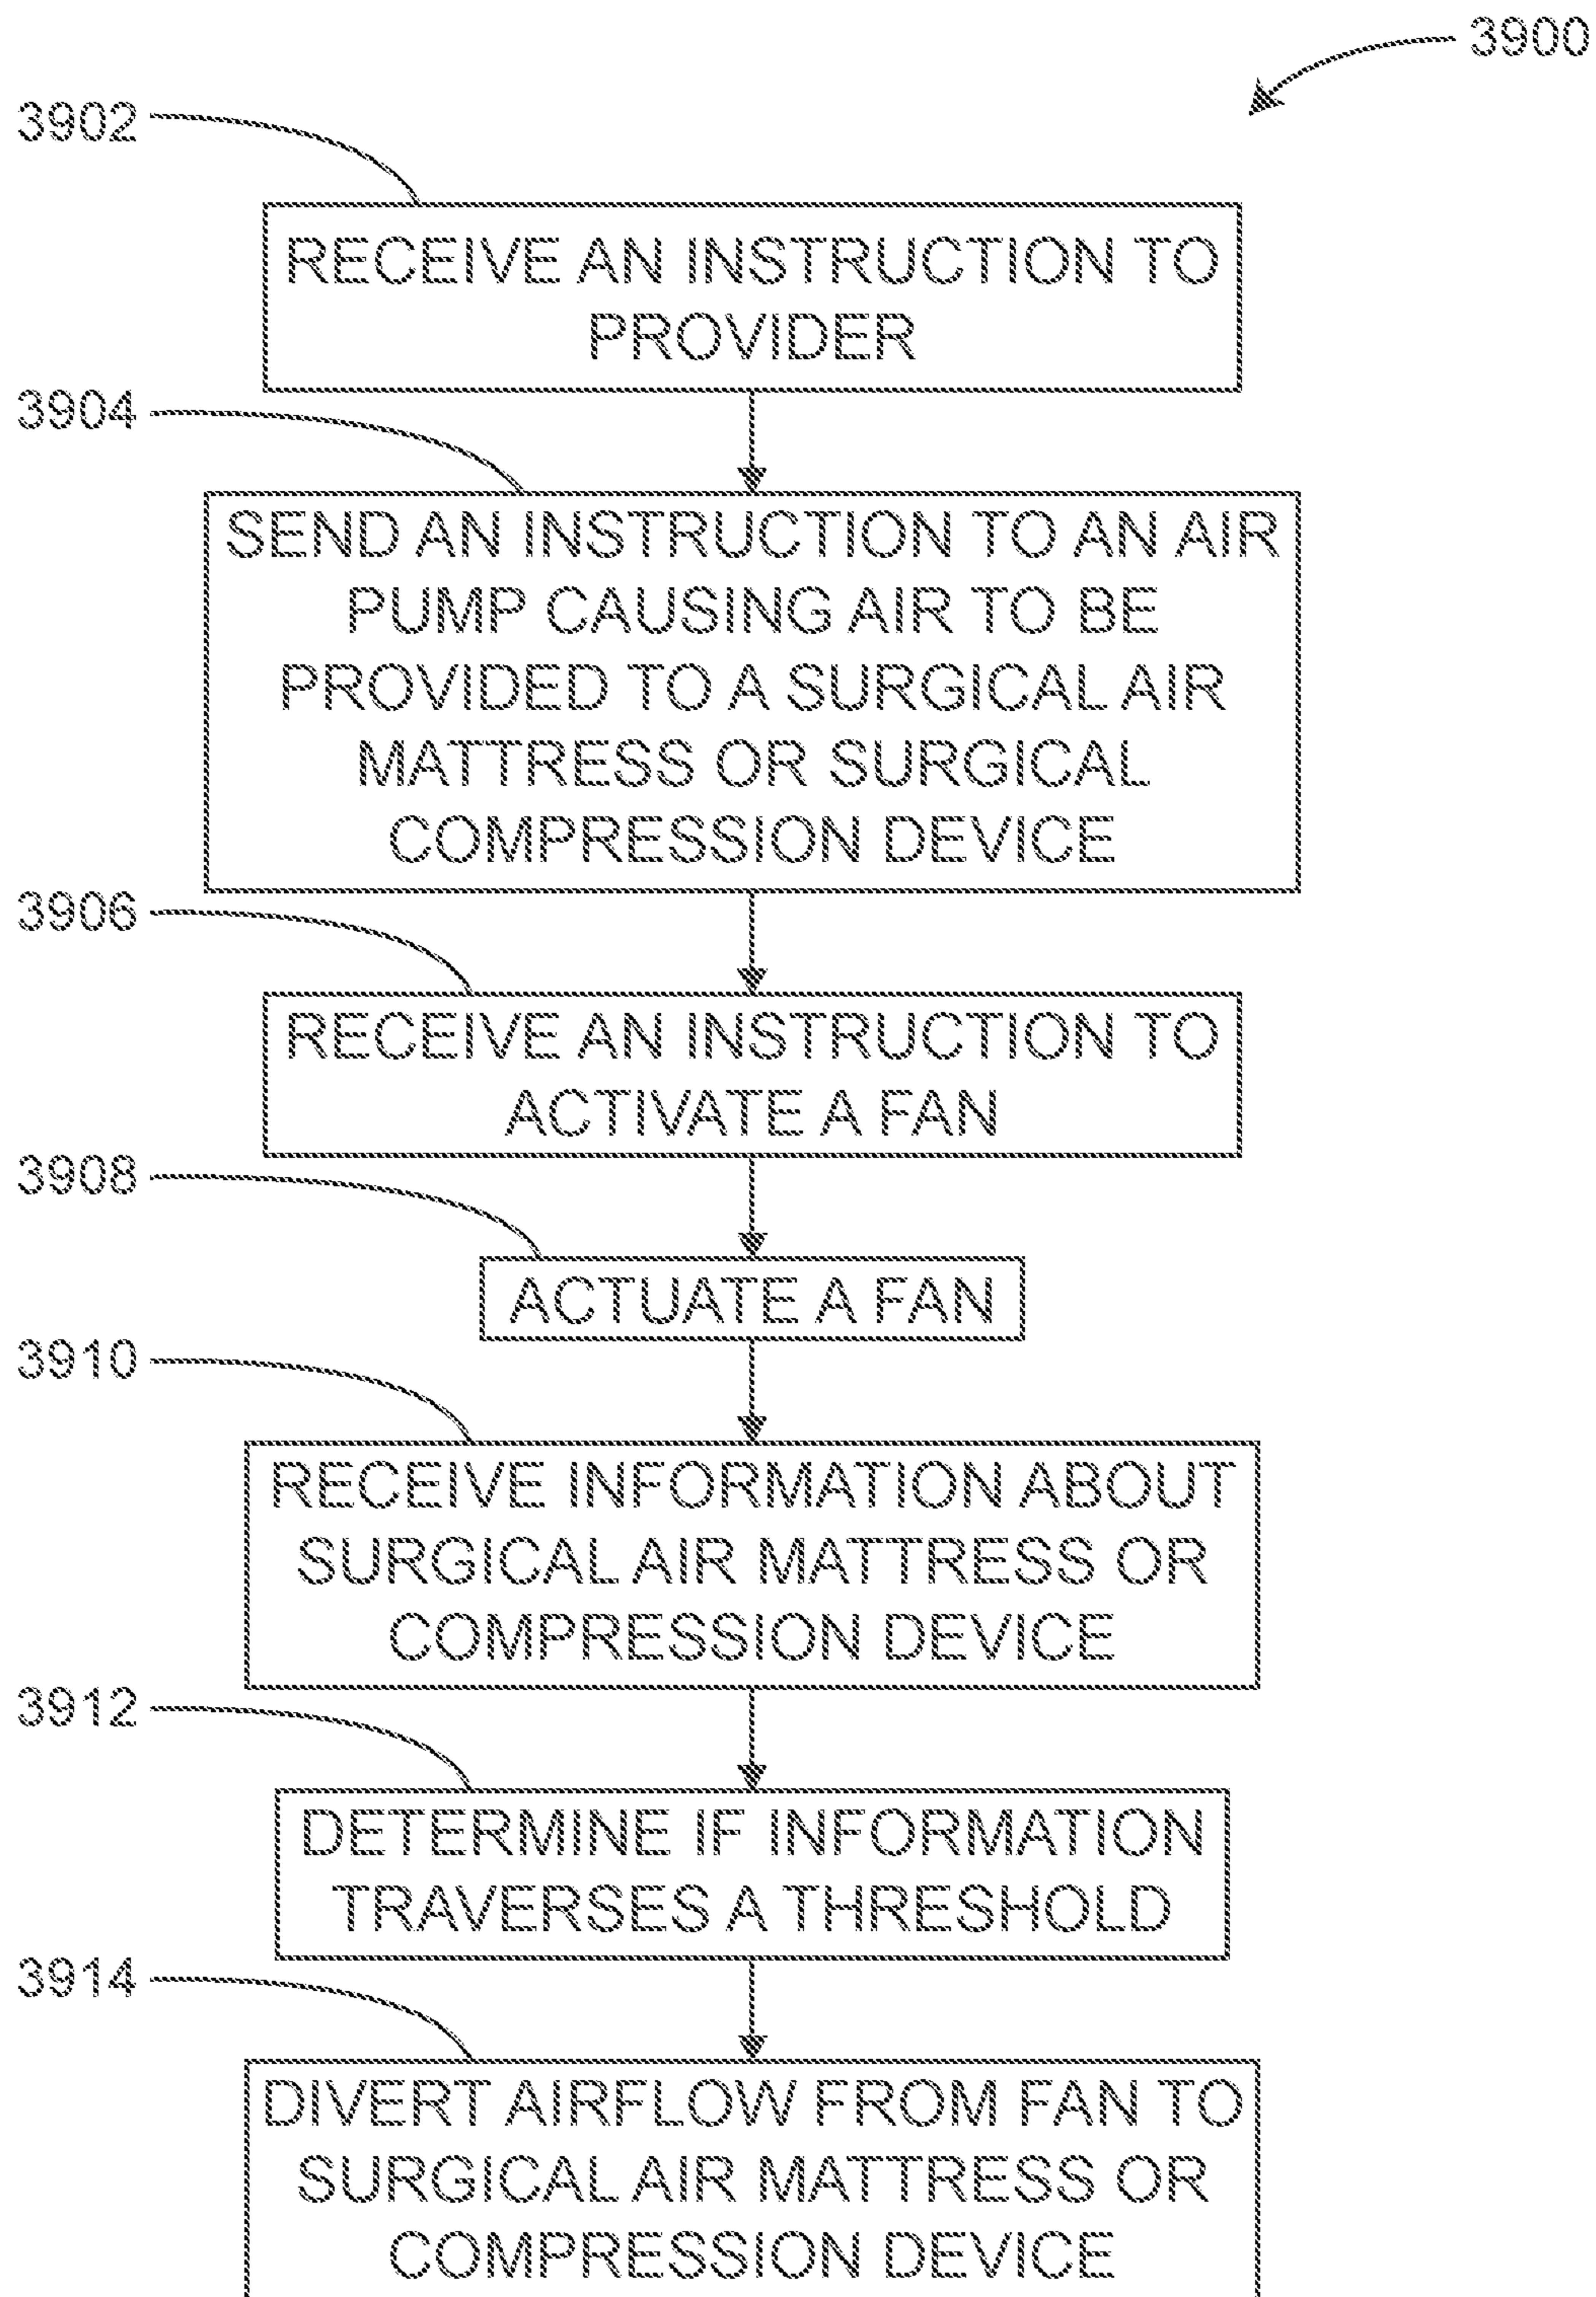 3900
3902
RECEIVE AN INSTRUCTION TO
PROVIDER
3904
SEND AN INSTRUCTION TO AN AIR
PUMP CAUSING AIR TO BE
PROVIDED TO A SURGICAL AIR
MATTRESS OR SURGICAL
COMPRESSION DEVICE
3906
RECEIVE AN INSTRUCTION TO
ACTIVATE A FAN
3908
ACTUATE A FAN
3910
RECEIVE INFORMATION ABOUT
SURGICAL AIR MATTRESS OR
COMPRESSION DEVICE
3912
DETERMINE IF INFORMATION
TRAVERSES A THRESHOLD
3914
DIVERT AIRFLOW FROM FAN TO
SURGICAL AIR MATTRESS OR
COMPRESSION DEVICE